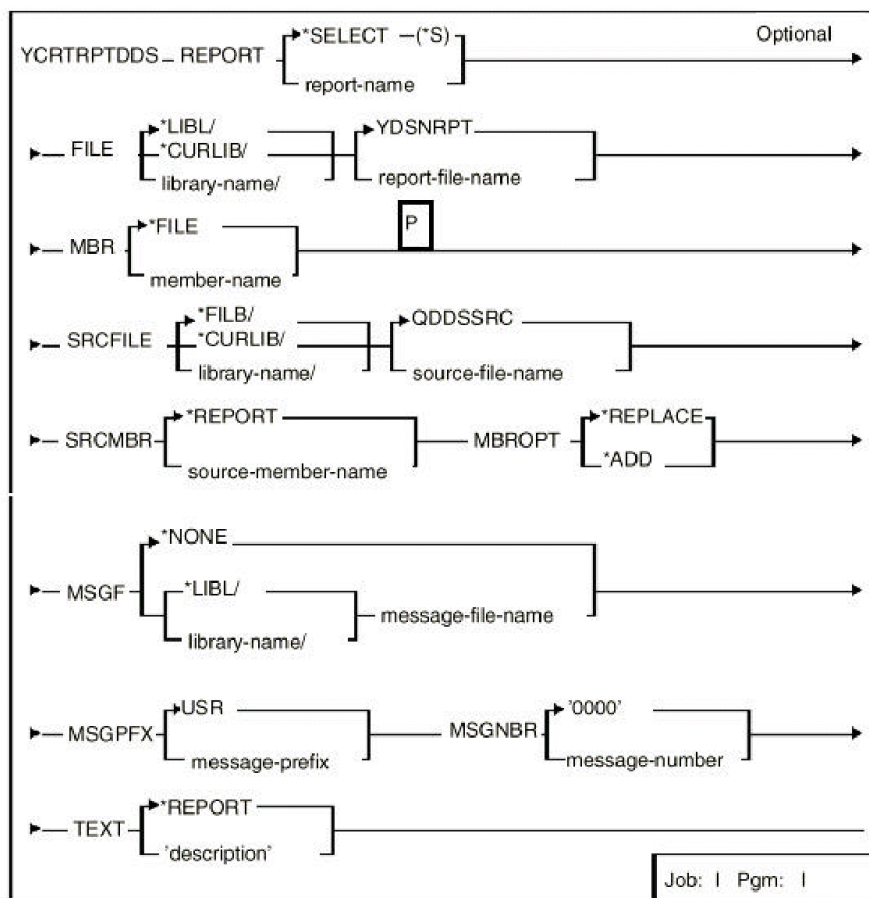 *SELECT -(*S) Optional
YCRTRPTDDS REPORT
report-name
*LIBL/ YDSNRPT
FILE *CURLIB/
library-name/ report-file-name
*FILE P
MBR
member-name
*FILB/ QDDSSRC
SRCFILE *CURLIB/
library-name/ source-file-name
*REPORT *REPLACE
SRCMBR MBROPT
source-member-name *ADD
*NONE
*LIBL/
MSGF message-file-name
library-name/
USR '0000'
MSGPFX MSGNBR
message-prefix message-number
*REPORT
TEXT
'description'
Job: I Pgm: I